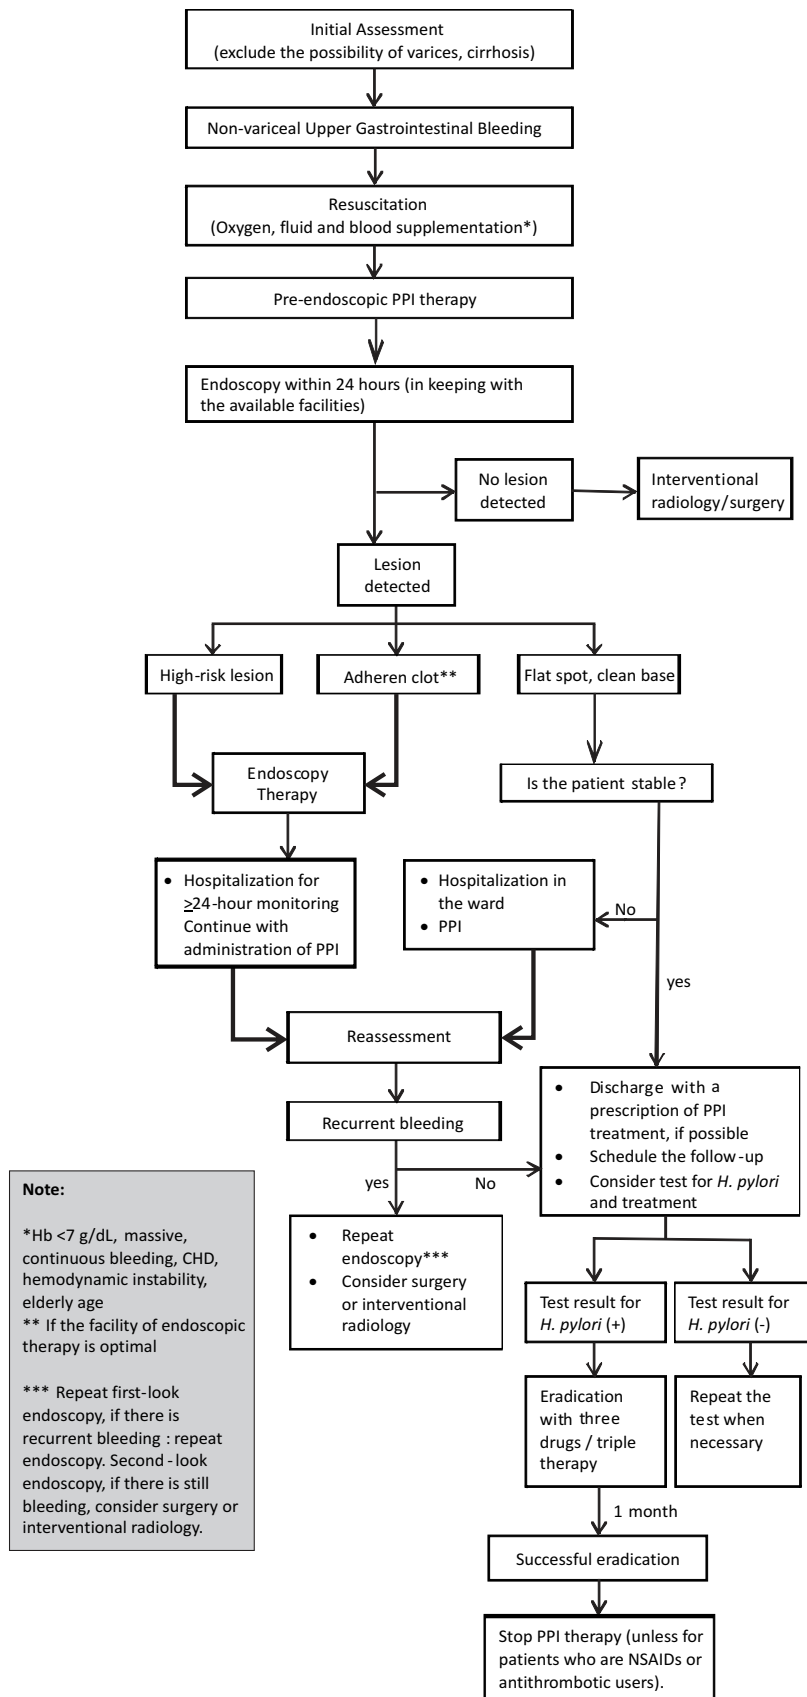 Initial Assessment
(exclude the possibility of varices, cirrhosis)
Non-variceal Upper Gastrointestinal Bleeding
Resuscitation
(Oxygen, fluid and blood supplementation*)
Pre-endoscopic PPI therapy
Endoscopy within 24 hours (in keeping with
the available facilities)
No lesion
detected
Interventional
radiology/surgery
Lesion
detected
High-risk lesion
Adheren clot**
Flat spot, clean base
Endoscopy
Therapy
Is the patient stable?
• Hospitalization for
≥24-hour monitoring
Continue with
administration of PPI
• Hospitalization in
the ward
• PPI
No
yes
Reassessment
Recurrent bleeding
• Discharge with a
prescription of PPI
treatment, if possible
• Schedule the follow-up
• Consider test for H. pylori
and treatment
yes
No
• Repeat
endoscopy***
• Consider surgery
or interventional
radiology
Note:
*Hb <7 g/dL, massive,
continuous bleeding, CHD,
hemodynamic instability,
elderly age
** If the facility of endoscopic
therapy is optimal
*** Repeat first-look
endoscopy, if there is
recurrent bleeding : repeat
endoscopy. Second-look
endoscopy, if there is still
bleeding, consider surgery or
interventional radiology.
Test result for
H. pylori (+)
Test result for
H. pylori (-)
Eradication
with three
drugs / triple
therapy
Repeat the
test when
necessary
1 month
Successful eradication
Stop PPI therapy (unless for
patients who are NSAIDs or
antithrombotic users).